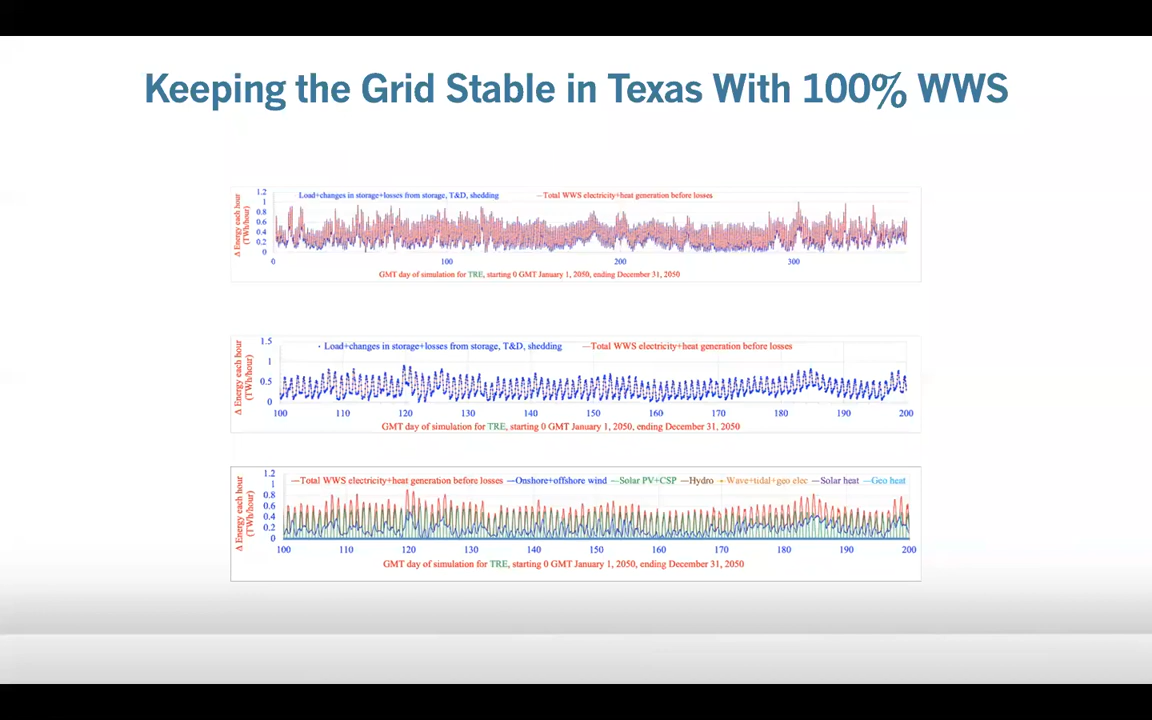 Keeping the Grid Stable in Texas With 100% WWS
Δ Energy each hour
(TWh/hour)
1.2
1
0.8
0.6
0.4
0.2
0
Load+changes in storage+losses from storage, T&D, shedding
Total WWS electricity+heat generation before losses
0 100 200 300
GMT day of simulation for TRE, starting 0 GMT January 1, 2050, ending December 31, 2050
Δ Energy each hour
(TWh/hour)
1.5
1
0.5
0
Load+changes in storage+losses from storage, T&D, shedding
Total WWS electricity+heat generation before losses
100 110 120 130 140 150 160 170 180 190 200
GMT day of simulation for TRE, starting 0 GMT January 1, 2050, ending December 31, 2050
Δ Energy each hour
(TWh/hour)
1.2
1
0.8
0.6
0.4
0.2
0
Total WWS electricity+heat generation before losses Onshore+offshore wind Solar PV+CSP Hydro Wave+tidal+geo elec Solar heat Geo heat
100 110 120 130 140 150 160 170 180 190 200
GMT day of simulation for TRE, starting 0 GMT January 1, 2050, ending December 31, 2050